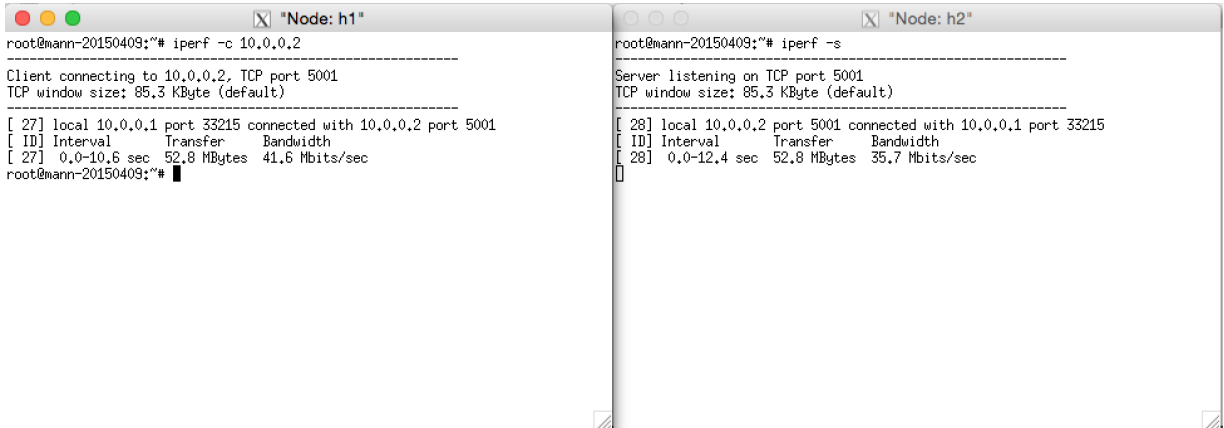 "Node: h1"
root@mann-20150409:~# iperf -c 10.0.0.2
------------------------------------------------------------
Client connecting to 10.0.0.2, TCP port 5001
TCP window size: 85.3 KByte (default)
------------------------------------------------------------
[ 27] local 10.0.0.1 port 33215 connected with 10.0.0.2 port 5001
[ ID] Interval       Transfer     Bandwidth
[ 27]  0.0-10.6 sec  52.8 MBytes  41.6 Mbits/sec
root@mann-20150409:~#
"Node: h2"
root@mann-20150409:~# iperf -s
------------------------------------------------------------
Server listening on TCP port 5001
TCP window size: 85.3 KByte (default)
------------------------------------------------------------
[ 28] local 10.0.0.2 port 5001 connected with 10.0.0.1 port 33215
[ ID] Interval       Transfer     Bandwidth
[ 28]  0.0-12.4 sec  52.8 MBytes  35.7 Mbits/sec